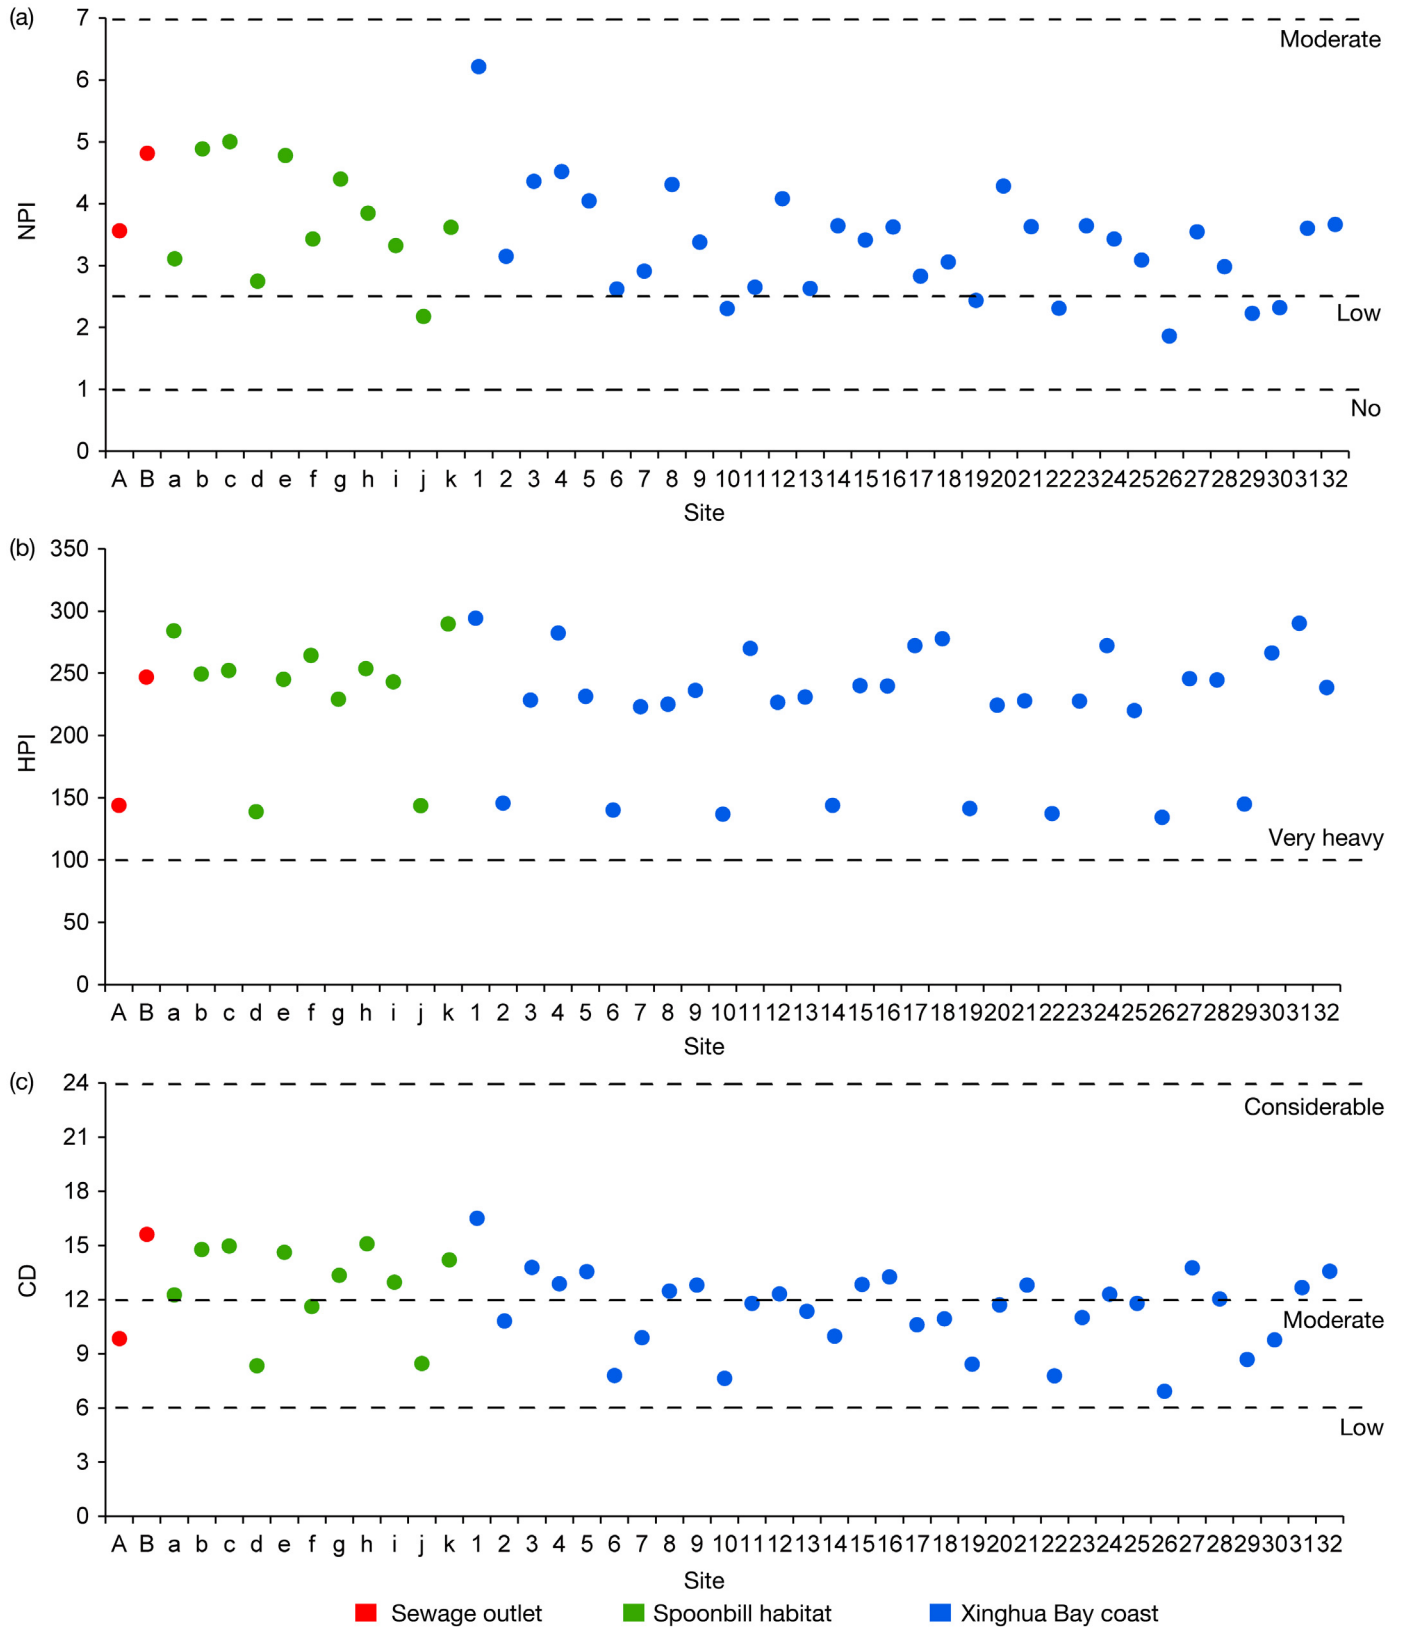 (a)
7
6
5
4
3
2
1
0
NPI
Moderate
Low
No
A B a b c d e f g h i j k 1 2 3 4 5 6 7 8 9 10 11 12 13 14 15 16 17 18 19 20 21 22 23 24 25 26 27 28 29 30 31 32
Site
(b)
350
300
250
200
150
100
50
0
HPI
Very heavy
A B a b c d e f g h i j k 1 2 3 4 5 6 7 8 9 10 11 12 13 14 15 16 17 18 19 20 21 22 23 24 25 26 27 28 29 30 31 32
Site
(c)
24
21
18
15
12
9
6
3
0
CD
Considerable
Moderate
Low
A B a b c d e f g h i j k 1 2 3 4 5 6 7 8 9 10 11 12 13 14 15 16 17 18 19 20 21 22 23 24 25 26 27 28 29 30 31 32
Site
Sewage outlet Spoonbill habitat Xinghua Bay coast